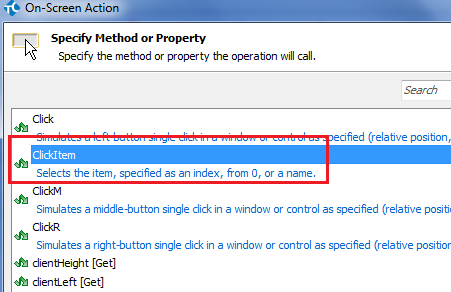 On-Screen Action
Specify Method or Property
Specify the method or property the operation will call.
Search
Click
Simulates a left-button single click in a window or control as specified (relative position,
ClickItem
Selects the item, specified as an index, from 0, or a name.
ClickM
Simulates a middle-button single click in a window or control as specified (relative position
ClickR
Simulates a right-button single click in a window or control as specified (relative position
clientHeight [Get]
clientLeft [Get]